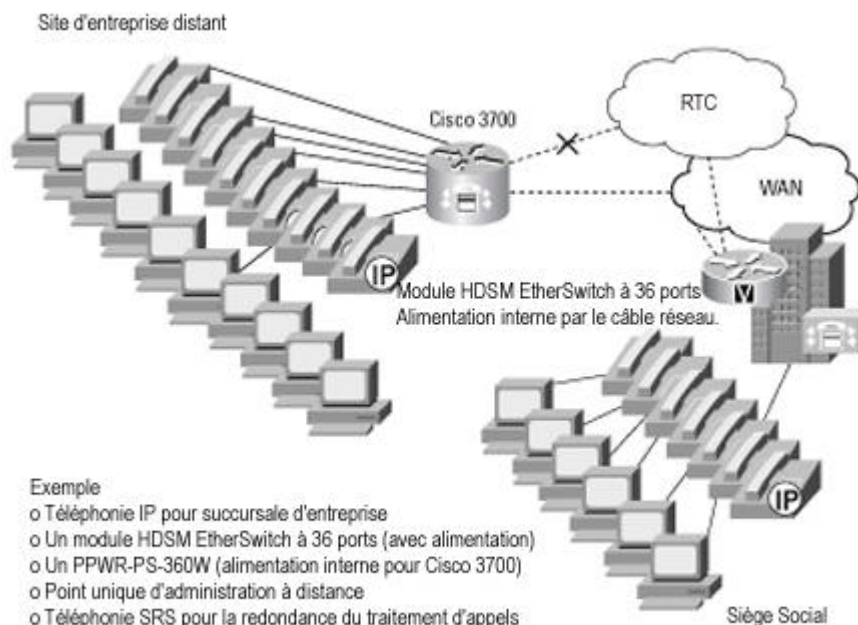 Site d'entreprise distant
Cisco 3700
RTC
WAN
IP
Module HDSM EtherSwitch à 36 ports
Alimentation interne par le câble réseau.
V
IP
Exemple
o Téléphonie IP pour succursale d'entreprise
o Un module HDSM EtherSwitch à 36 ports (avec alimentation)
o Un PPWR-PS-360W (alimentation interne pour Cisco 3700)
o Point unique d'administration à distance
o Téléphonie SRS pour la redondance du traitement d'appels
Siège Social